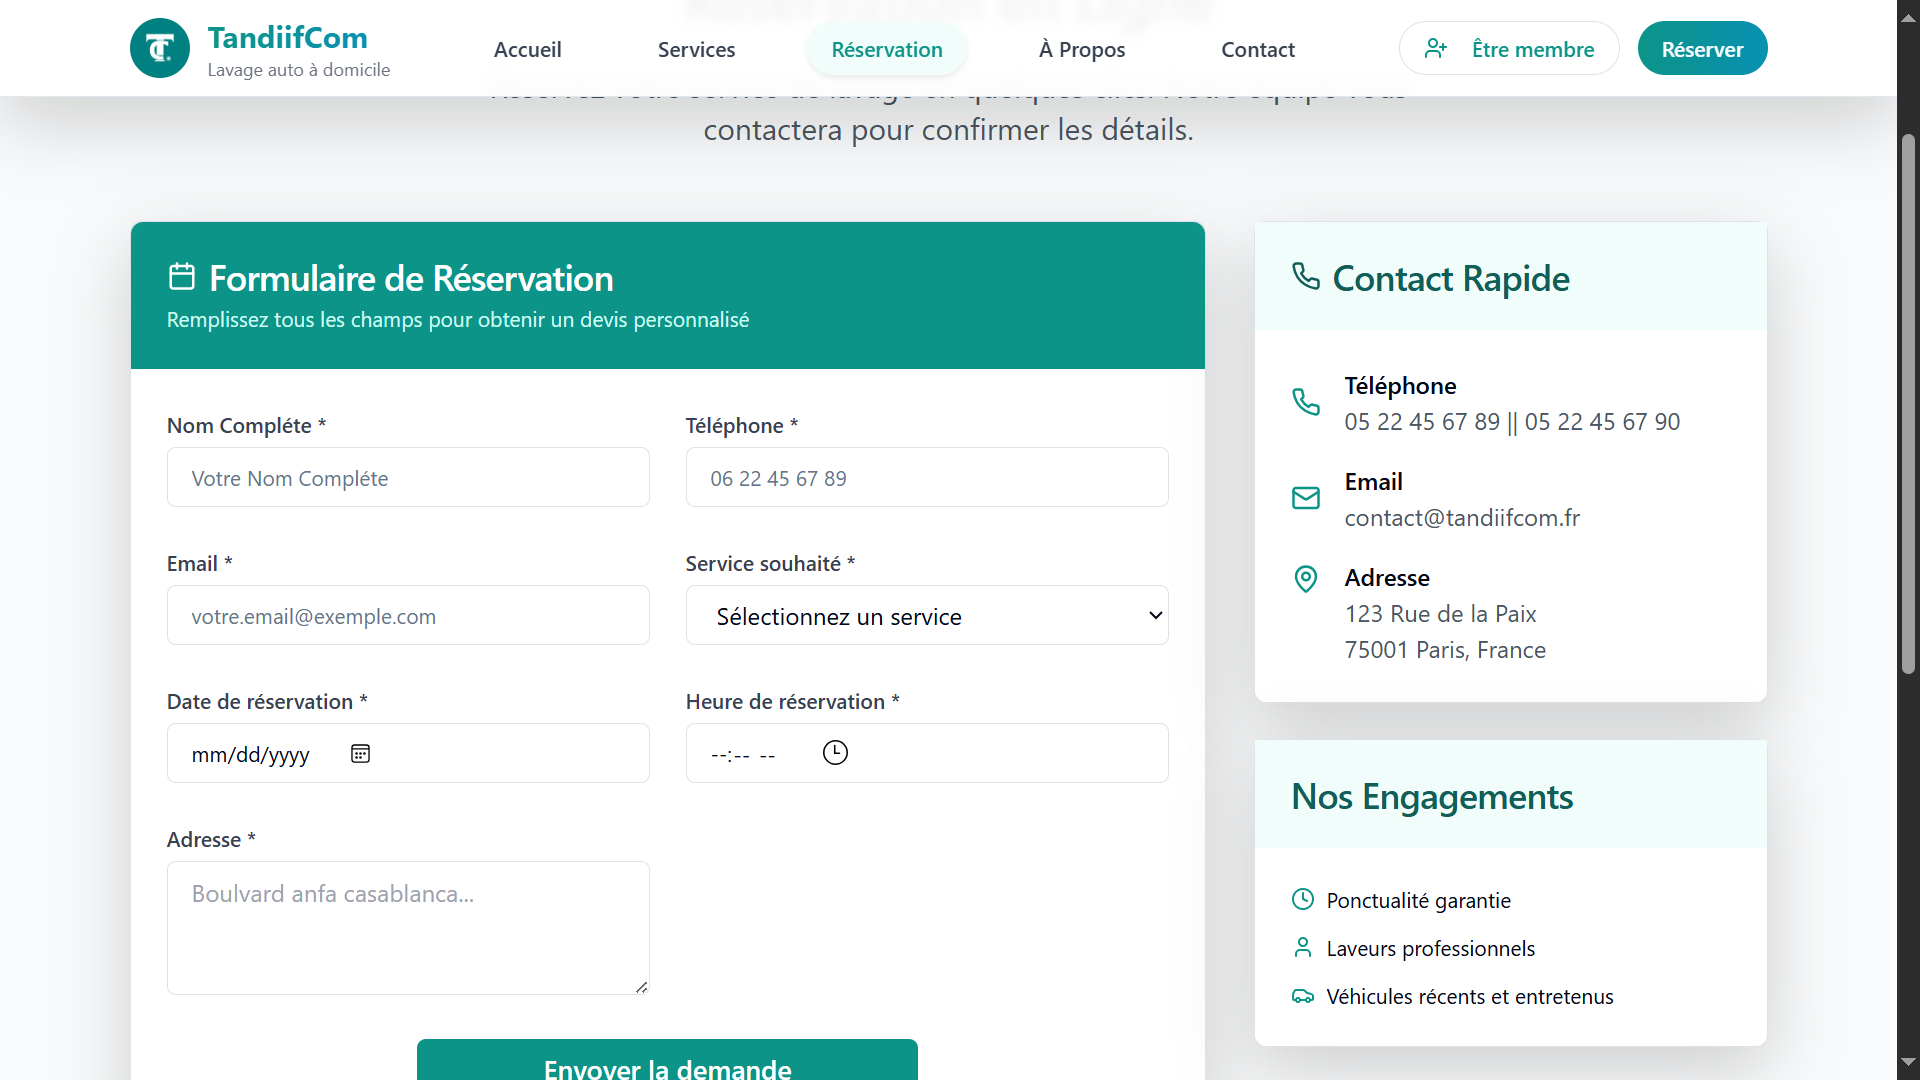 TandiifCom
Lavage auto à domicile
Accueil
Services
Réservation
À Propos
Contact
Être membre
Réserver
contactera pour confirmer les détails.
Formulaire de Réservation
Remplissez tous les champs pour obtenir un devis personnalisé
Nom Compléte *
Votre Nom Compléte
Téléphone *
06 22 45 67 89
Email *
votre.email@exemple.com
Service souhaité *
Sélectionnez un service
Date de réservation *
mm/dd/yyyy
Heure de réservation *
--:-- --
Adresse *
Boulvard anfa casablanca...
Envoyer la demande
Contact Rapide
Téléphone
05 22 45 67 89 || 05 22 45 67 90
Email
contact@tandiifcom.fr
Adresse
123 Rue de la Paix
75001 Paris, France
Nos Engagements
Ponctualité garantie
Laveurs professionnels
Véhicules récents et entretenus